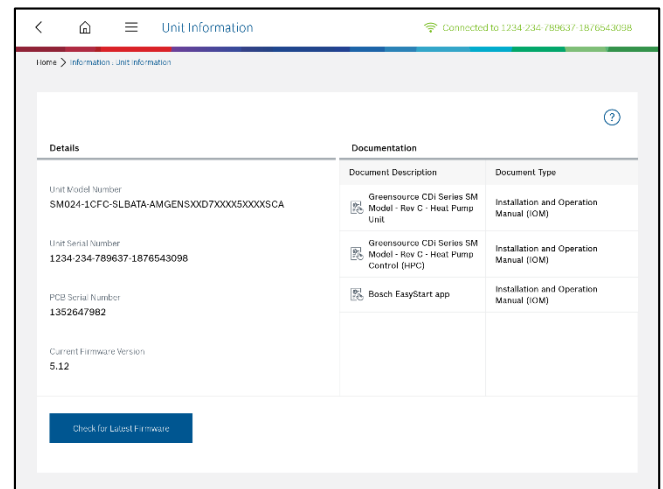 Unit Information
Connected to 1234-234-789637-1876543098
Home > Information : Unit Information
?
Details
Documentation
Document Description
Document Type
Unit Model Number
SM024-1CFC-SLBATA-AMGENSXXD7XXXX5XXXXSCA
Greensource CDi Series SM
Model - Rev C - Heat Pump
Unit
Installation and Operation
Manual (IOM)
Unit Serial Number
1234-234-789637-1876543098
Greensource CDi Series SM
Model - Rev C - Heat Pump
Control (HPC)
Installation and Operation
Manual (IOM)
PCB Serial Number
1352647982
Bosch EasyStart app
Installation and Operation
Manual (IOM)
Current Firmware Version
5.12
Check for Latest Firmware